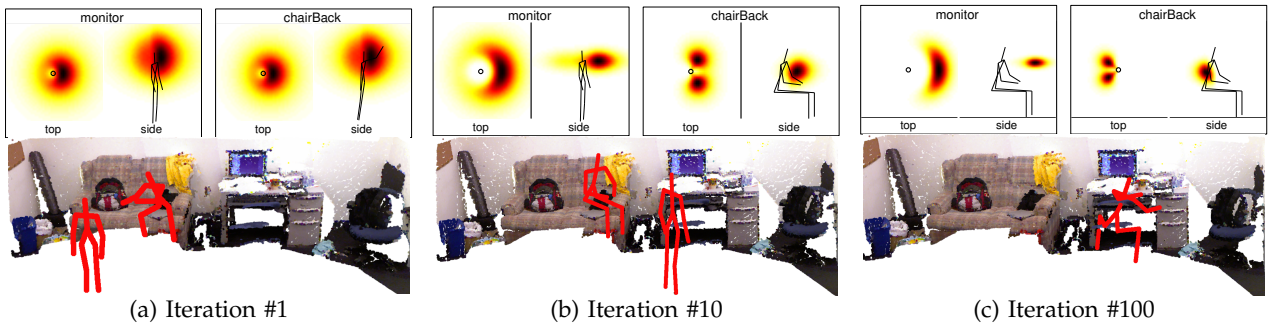 monitor chairBack monitor chairBack monitor chairBack
top side top side top side top side top side top side
(a) Iteration #1 (b) Iteration #10 (c) Iteration #100